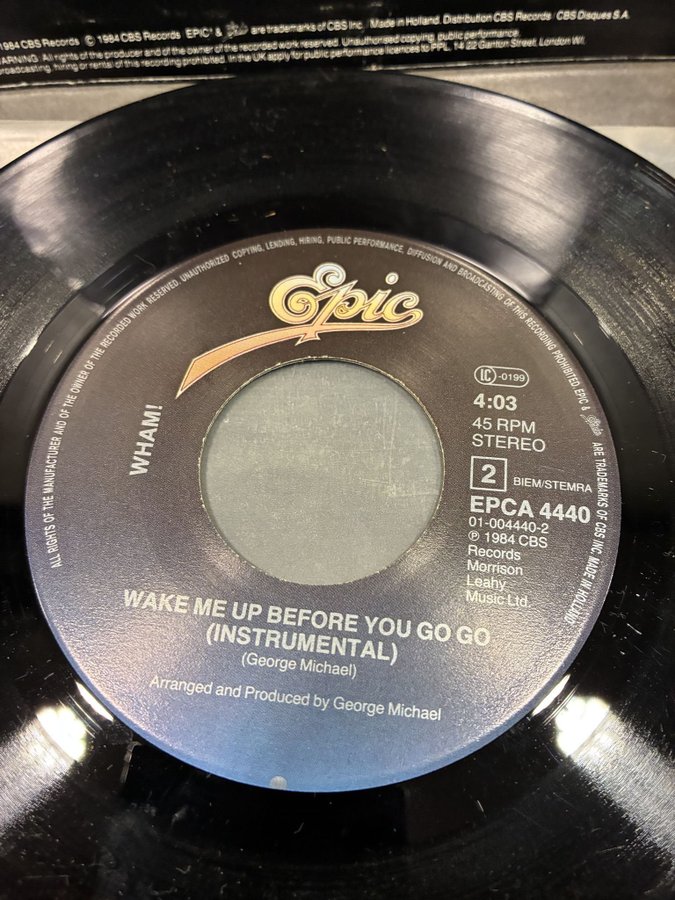 1984 CBS Records © 1984 CBS Records EPIC® & Epic are trademarks of CBS Inc. Made in Holland. Distribution CBS Records / CBS Disques S.A.
WARNING. All rights of the producer and of the owner of the recorded work reserved. Unauthorised copying, public performance,
broadcasting, hiring or rental of this recording prohibited. In the UK apply for public performance licences to PPL, 14 22 Ganton Street, London WI.
ALL RIGHTS OF THE MANUFACTURER AND OF THE OWNER OF THE RECORDED WORK RESERVED. UNAUTHORIZED COPYING, LENDING, HIRING, PUBLIC PERFORMANCE, DIFFUSION AND BROADCASTING OF THIS RECORDING PROHIBITED. EPIC & Epic ARE TRADEMARKS OF CBS INC. MADE IN HOLLAND
Epic
WHAM!
IC -0199
4:03
45 RPM
STEREO
2 BIEM/STEMRA
EPCA 4440
01-004440-2
℗ 1984 CBS
Records
Morrison
Leahy
Music Ltd.
WAKE ME UP BEFORE YOU GO GO
(INSTRUMENTAL)
(George Michael)
Arranged and Produced by George Michael